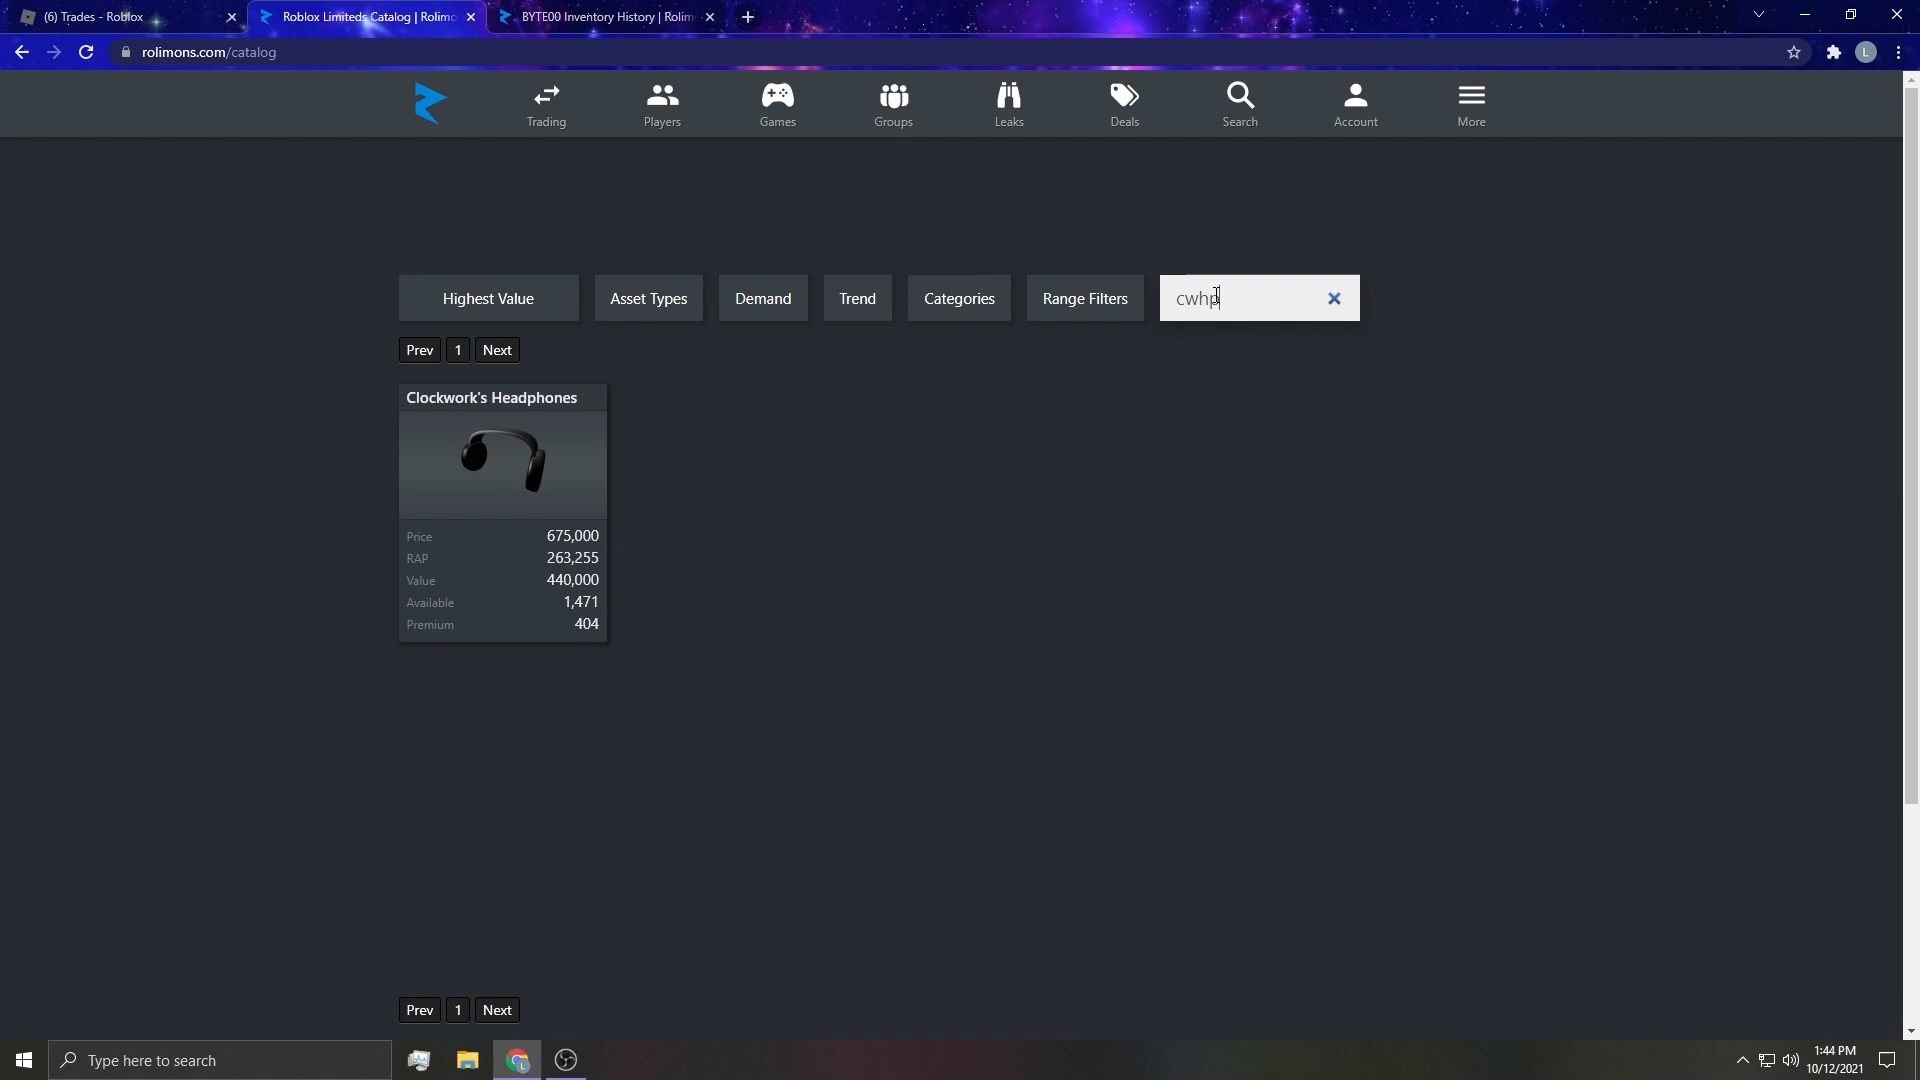 (6) Trades - Roblox
Roblox Limiteds Catalog | Rolimo
BYTE00 Inventory History | Rolim
rolimons.com/catalog
L
Trading
Players
Games
Groups
Leaks
Deals
Search
Account
More
Highest Value
Asset Types
Demand
Trend
Categories
Range Filters
cwhp
Prev 1 Next
Clockwork's Headphones
Price 675,000
RAP 263,255
Value 440,000
Available 1,471
Premium 404
Prev 1 Next
Type here to search
L
1:44 PM
10/12/2021